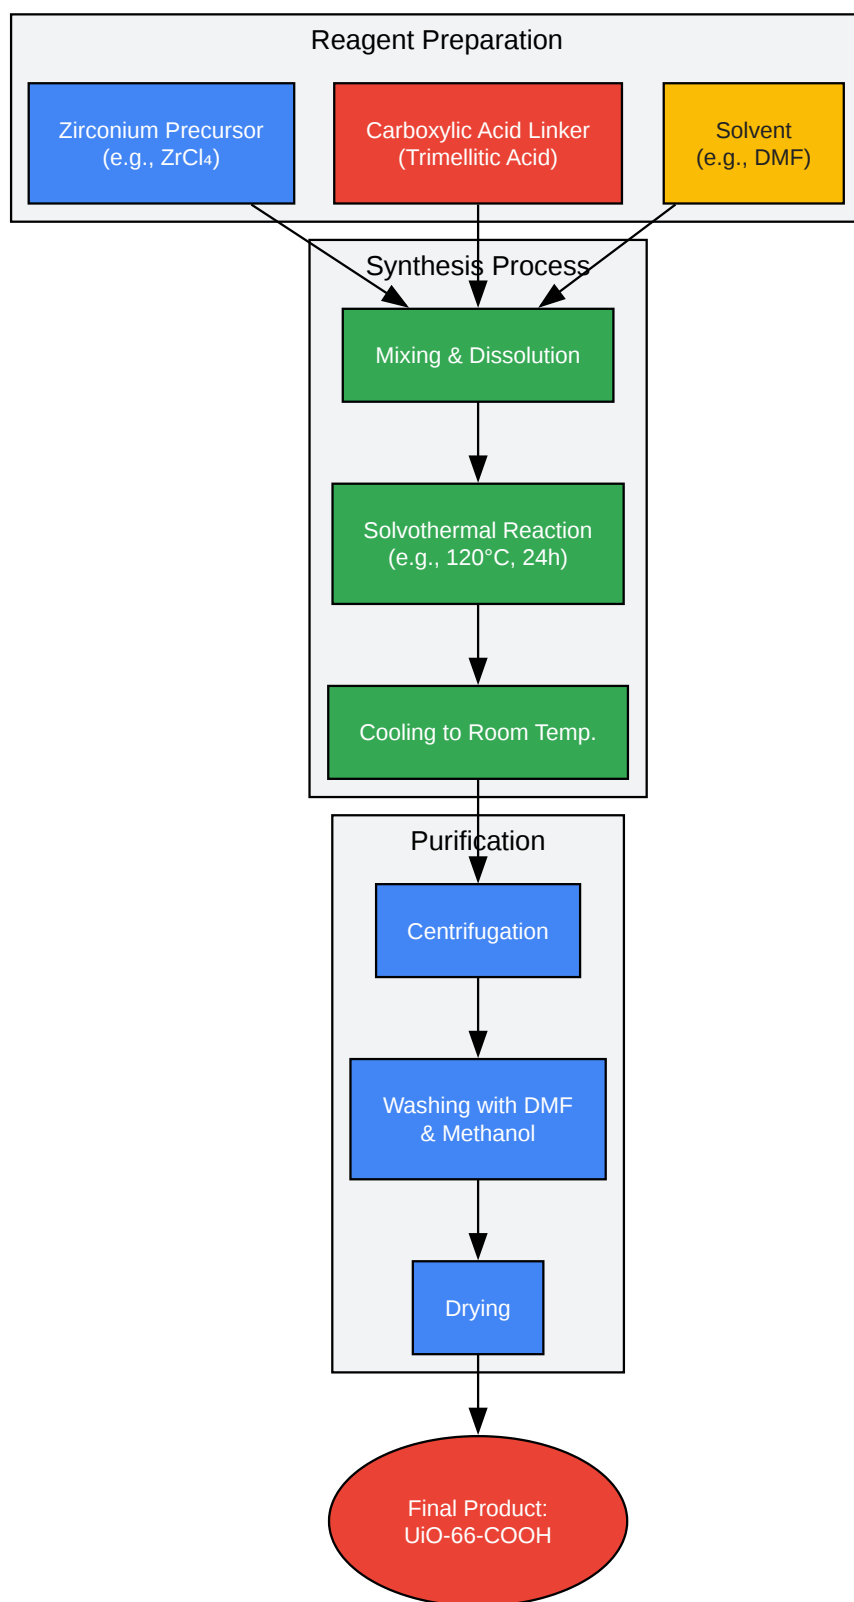 Reagent Preparation
Zirconium Precursor
(e.g., ZrCl₄)
Carboxylic Acid Linker
(Trimellitic Acid)
Solvent
(e.g., DMF)
Synthesis Process
Mixing & Dissolution
Solvothermal Reaction
(e.g., 120°C, 24h)
Cooling to Room Temp.
Purification
Centrifugation
Washing with DMF
& Methanol
Drying
Final Product:
UiO-66-COOH